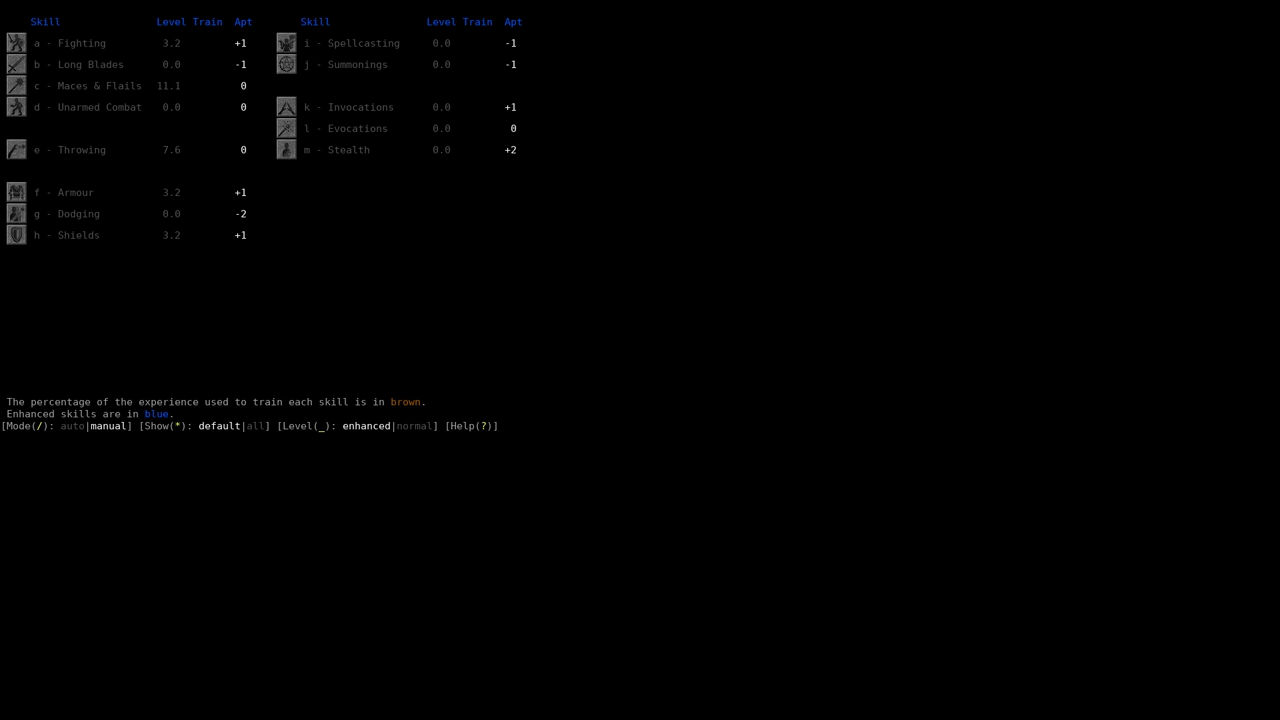 Skill Level Train Apt Skill Level Train Apt
a - Fighting 3.2 +1 i - Spellcasting 0.0 -1
b - Long Blades 0.0 -1 j - Summonings 0.0 -1
c - Maces & Flails 11.1 0
d - Unarmed Combat 0.0 0 k - Invocations 0.0 +1
l - Evocations 0.0 0
e - Throwing 7.6 0 m - Stealth 0.0 +2
f - Armour 3.2 +1
g - Dodging 0.0 -2
h - Shields 3.2 +1
The percentage of the experience used to train each skill is in brown.
Enhanced skills are in blue.
[Mode(/): auto|manual] [Show(*): default|all] [Level(_): enhanced|normal] [Help(?)]